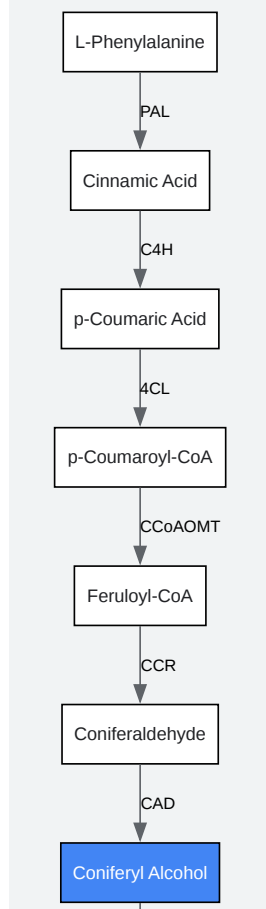 L-Phenylalanine
PAL
Cinnamic Acid
C4H
p-Coumaric Acid
4CL
p-Coumaroyl-CoA
CCoAOMT
Feruloyl-CoA
CCR
Coniferaldehyde
CAD
Coniferyl Alcohol